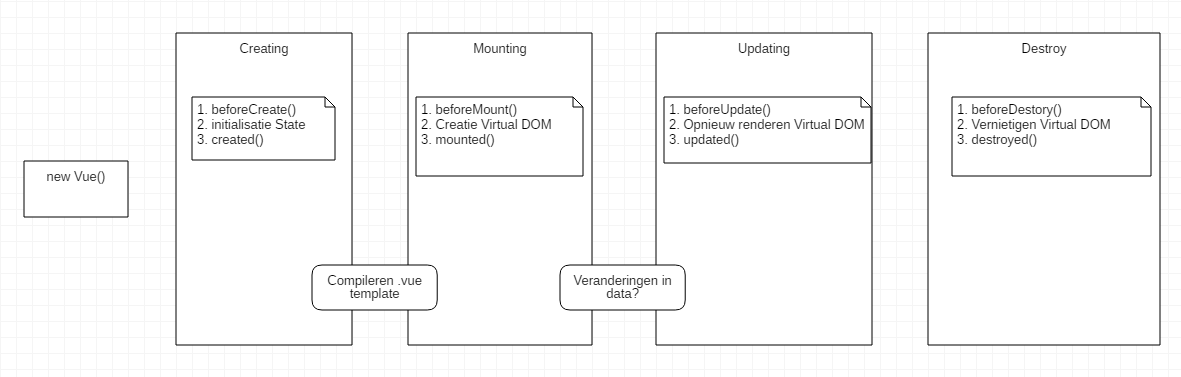 new Vue()
Creating
1. beforeCreate()
2. initialisatie State
3. created()
Compileren .vue
template
Mounting
1. beforeMount()
2. Creatie Virtual DOM
3. mounted()
Veranderingen in
data?
Updating
1. beforeUpdate()
2. Opnieuw renderen Virtual DOM
3. updated()
Destroy
1. beforeDestory()
2. Vernietigen Virtual DOM
3. destroyed()